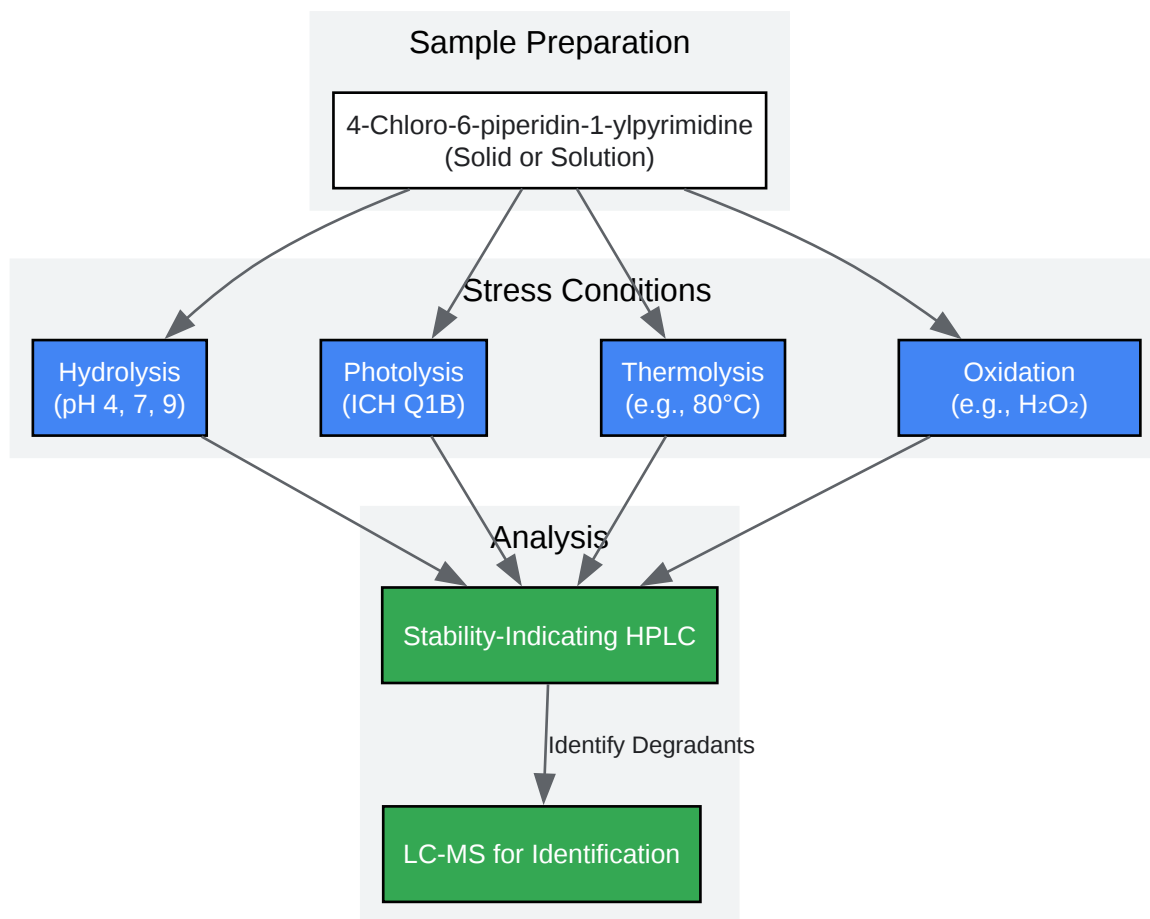 Sample Preparation
4-Chloro-6-piperidin-1-ylpyrimidine
(Solid or Solution)
Stress Conditions
Hydrolysis
(pH 4, 7, 9)
Photolysis
(ICH Q1B)
Thermolysis
(e.g., 80°C)
Oxidation
(e.g., H₂O₂)
Analysis
Stability-Indicating HPLC
Identify Degradants
LC-MS for Identification